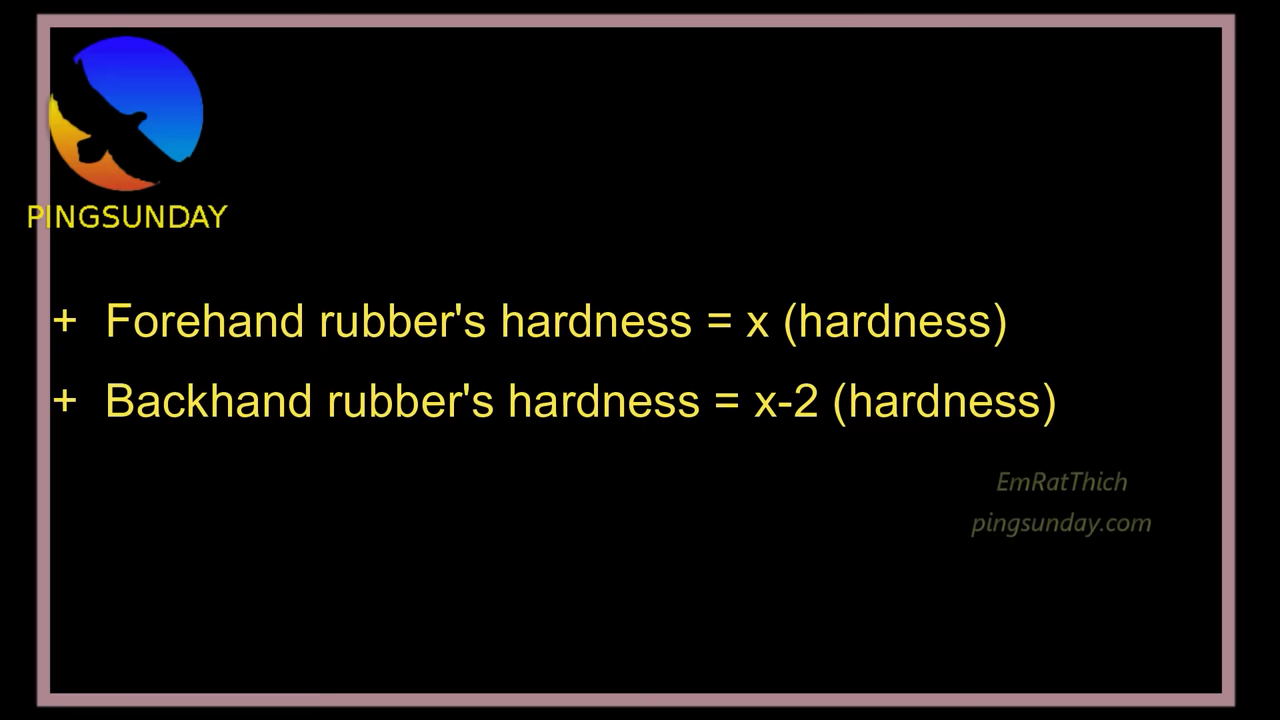 PINGSUNDAY
+ Forehand rubber's hardness = x (hardness)
+ Backhand rubber's hardness = x-2 (hardness)
EmRatThich
pingsunday.com